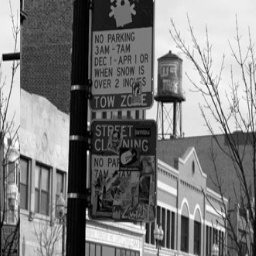 NO PARKING
3AM - 7AM
DEC 1 - APR 1 OR
WHEN SNOW IS
OVER 2 INCHES
TOW ZONE
STREET
CLEANING
NO PA